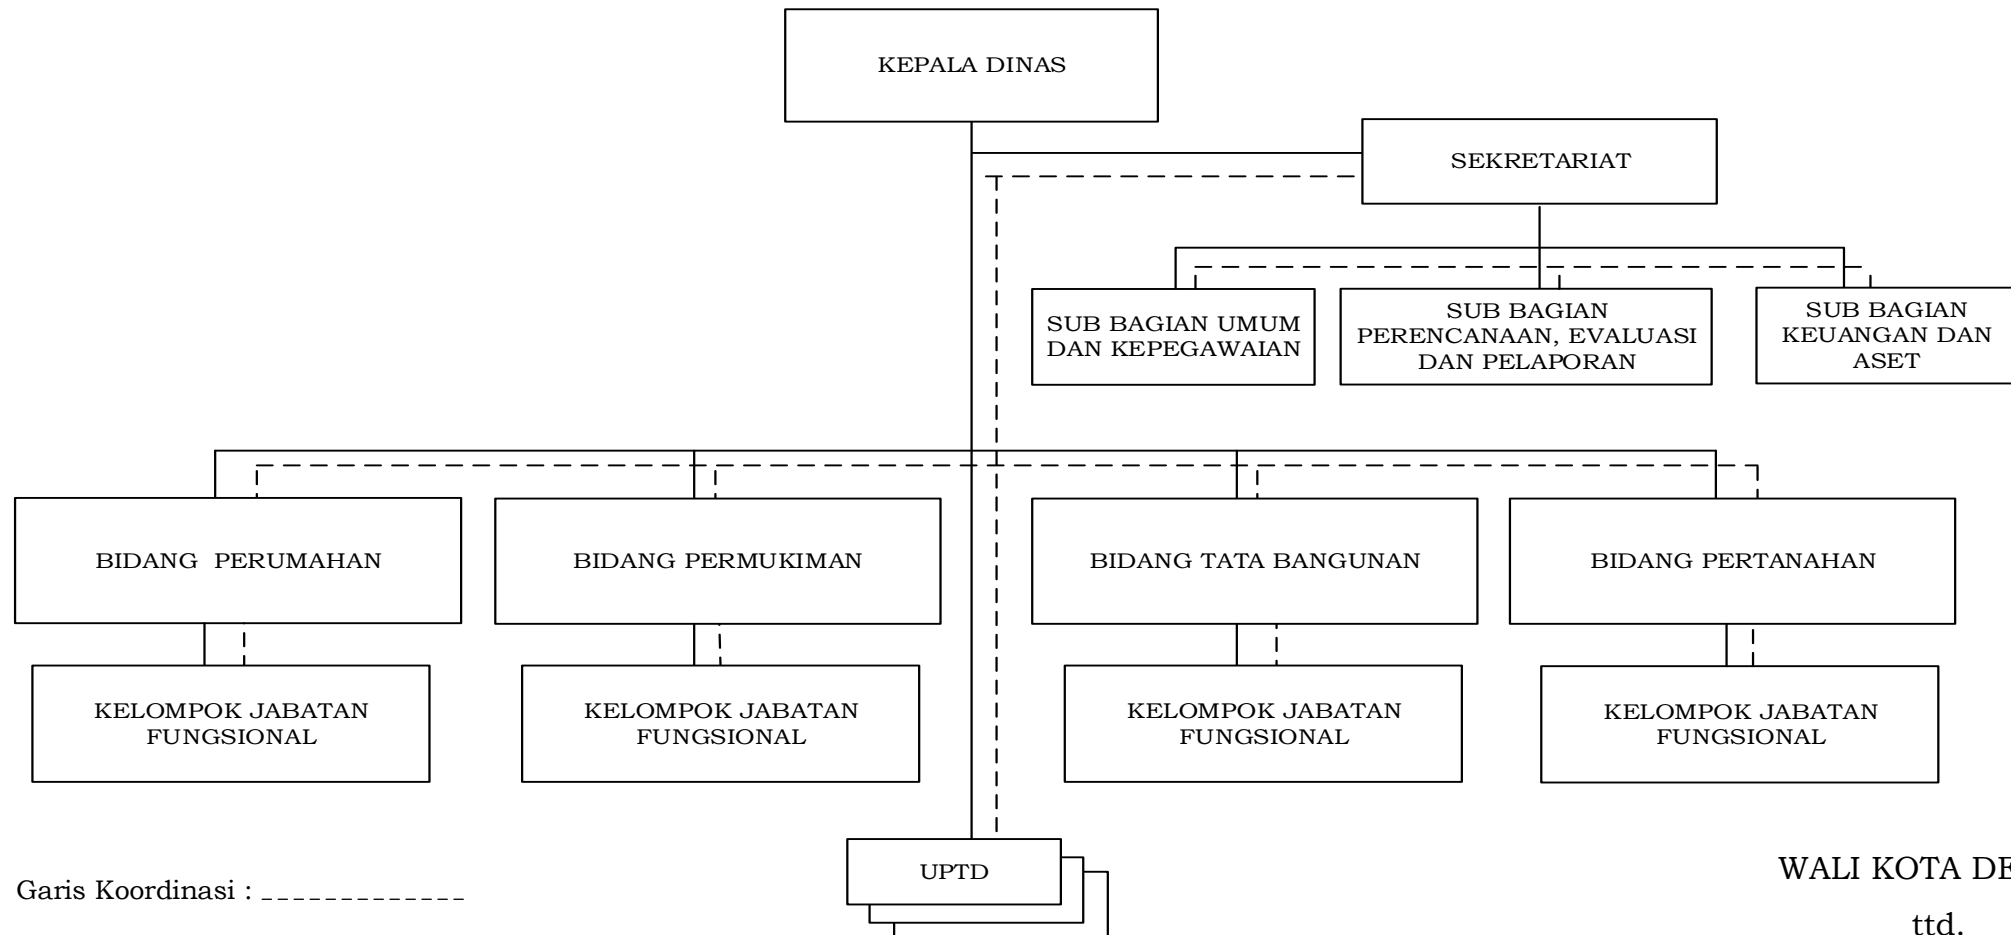 KEPALA DINAS
SEKRETARIAT
SUB BAGIAN UMUM
DAN KEPEGAWAIAN
SUB BAGIAN
PERENCANAAN, EVALUASI
DAN PELAPORAN
SUB BAGIAN
KEUANGAN DAN
ASET
BIDANG  PERUMAHAN
BIDANG PERMUKIMAN
BIDANG TATA BANGUNAN
BIDANG PERTANAHAN
KELOMPOK JABATAN
FUNGSIONAL
KELOMPOK JABATAN
FUNGSIONAL
KELOMPOK JABATAN
FUNGSIONAL
KELOMPOK JABATAN
FUNGSIONAL
UPTD
Garis Koordinasi : _ _ _ _ _ _ _ _ _ _ _ _ _
WALI KOTA
ttd.